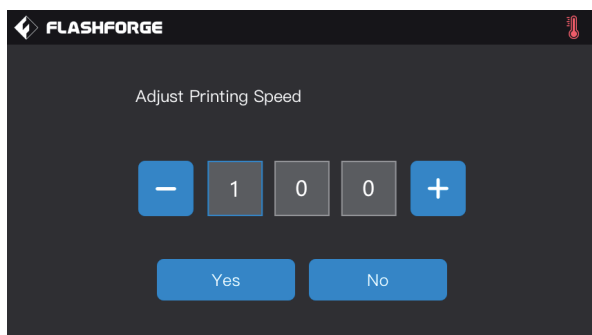 FLASHFORGE
Adjust Printing Speed
− 1 0 0 +
Yes No